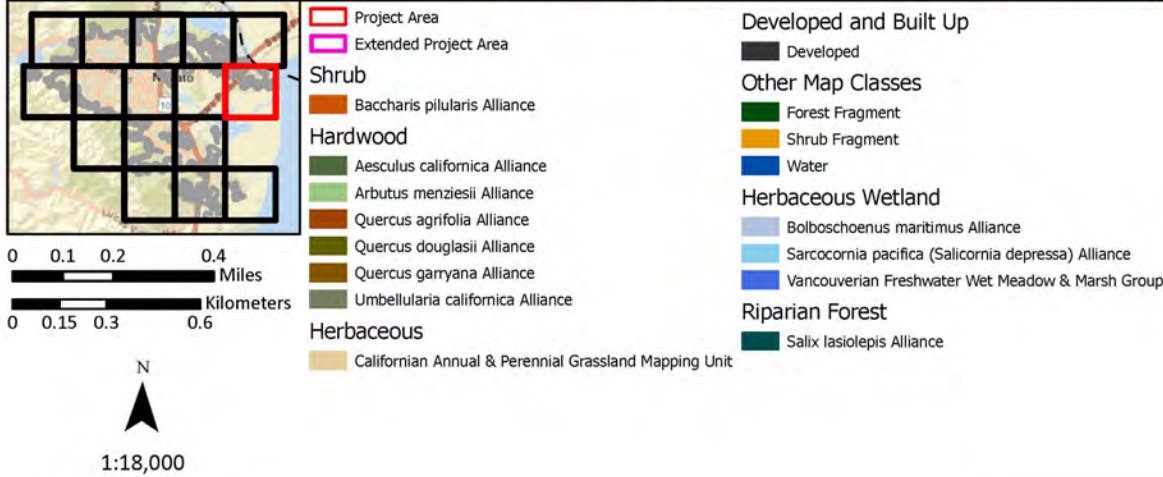 Project Area
Extended Project Area
Shrub
Baccharis pilularis Alliance
Hardwood
Aesculus californica Alliance
Arbutus menziesii Alliance
Quercus agrifolia Alliance
Quercus douglasii Alliance
Quercus garryana Alliance
Umbellularia californica Alliance
Herbaceous
Californian Annual & Perennial Grassland Mapping Unit
Developed and Built Up
Developed
Other Map Classes
Forest Fragment
Shrub Fragment
Water
Herbaceous Wetland
Bolboschoenus maritimus Alliance
Sarcocornia pacifica (Salicornia depressa) Alliance
Vancouverian Freshwater Wet Meadow & Marsh Group
Riparian Forest
Salix lasiolepis Alliance
10
0 0.1 0.2 0.4
Miles
Kilometers
0 0.15 0.3 0.6
N
1:18,000